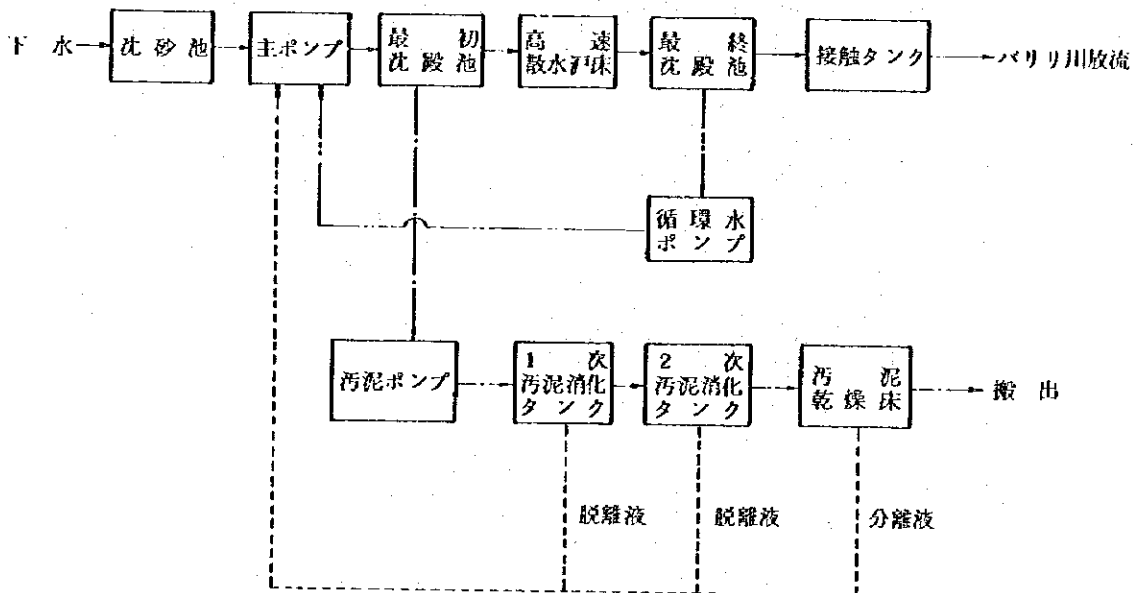 下水
沈砂池
主ポンプ
最初
沈殿池
高速
散水沪床
最終
沈殿池
接触タンク
バリリ川放流
循環水
ポンプ
汚泥ポンプ
1次
汚泥消化
タンク
2次
汚泥消化
タンク
汚泥
乾燥床
搬出
脱離液
脱離液
分離液